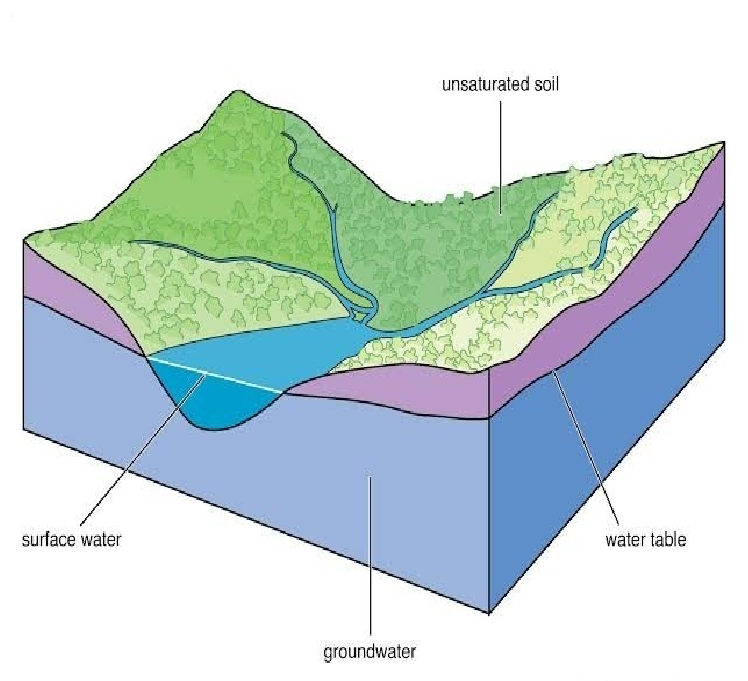 unsaturated soil
surface water
water table
groundwater